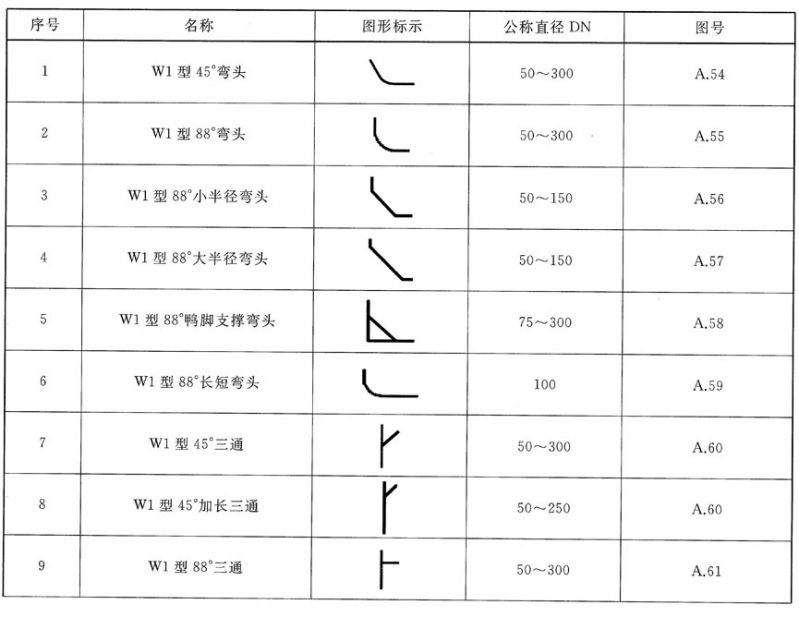 序号 名称 图形标示 公称直径 DN 图号
1 W1 型 45°弯头 50～300 A.54
2 W1 型 88°弯头 50～300 A.55
3 W1 型 88°小半径弯头 50～150 A.56
4 W1 型 88°大半径弯头 50～150 A.57
5 W1 型 88°鸭脚支撑弯头 75～300 A.58
6 W1 型 88°长短弯头 100 A.59
7 W1 型 45°三通 50～300 A.60
8 W1 型 45°加长三通 50～250 A.60
9 W1 型 88°三通 50～300 A.61